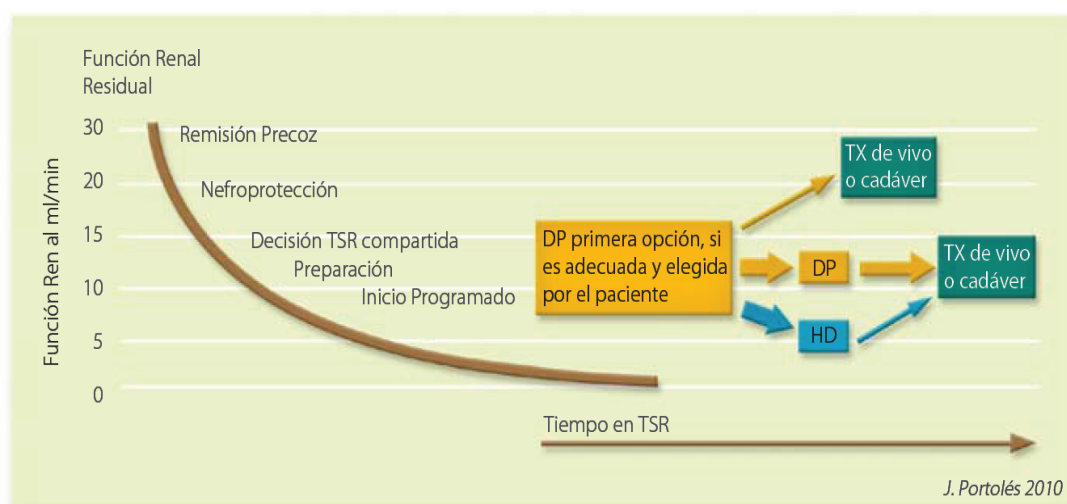 Función Renal
Residual
Función Ren al ml/min
30
20
15
10
5
0
Remisión Precoz
Nefroprotección
Decisión TSR compartida
Preparación
Inicio Programado
DP primera opción, si
es adecuada y elegida
por el paciente
TX de vivo
o cadáver
DP
HD
TX de vivo
o cadáver
Tiempo en TSR
J. Portolés 2010